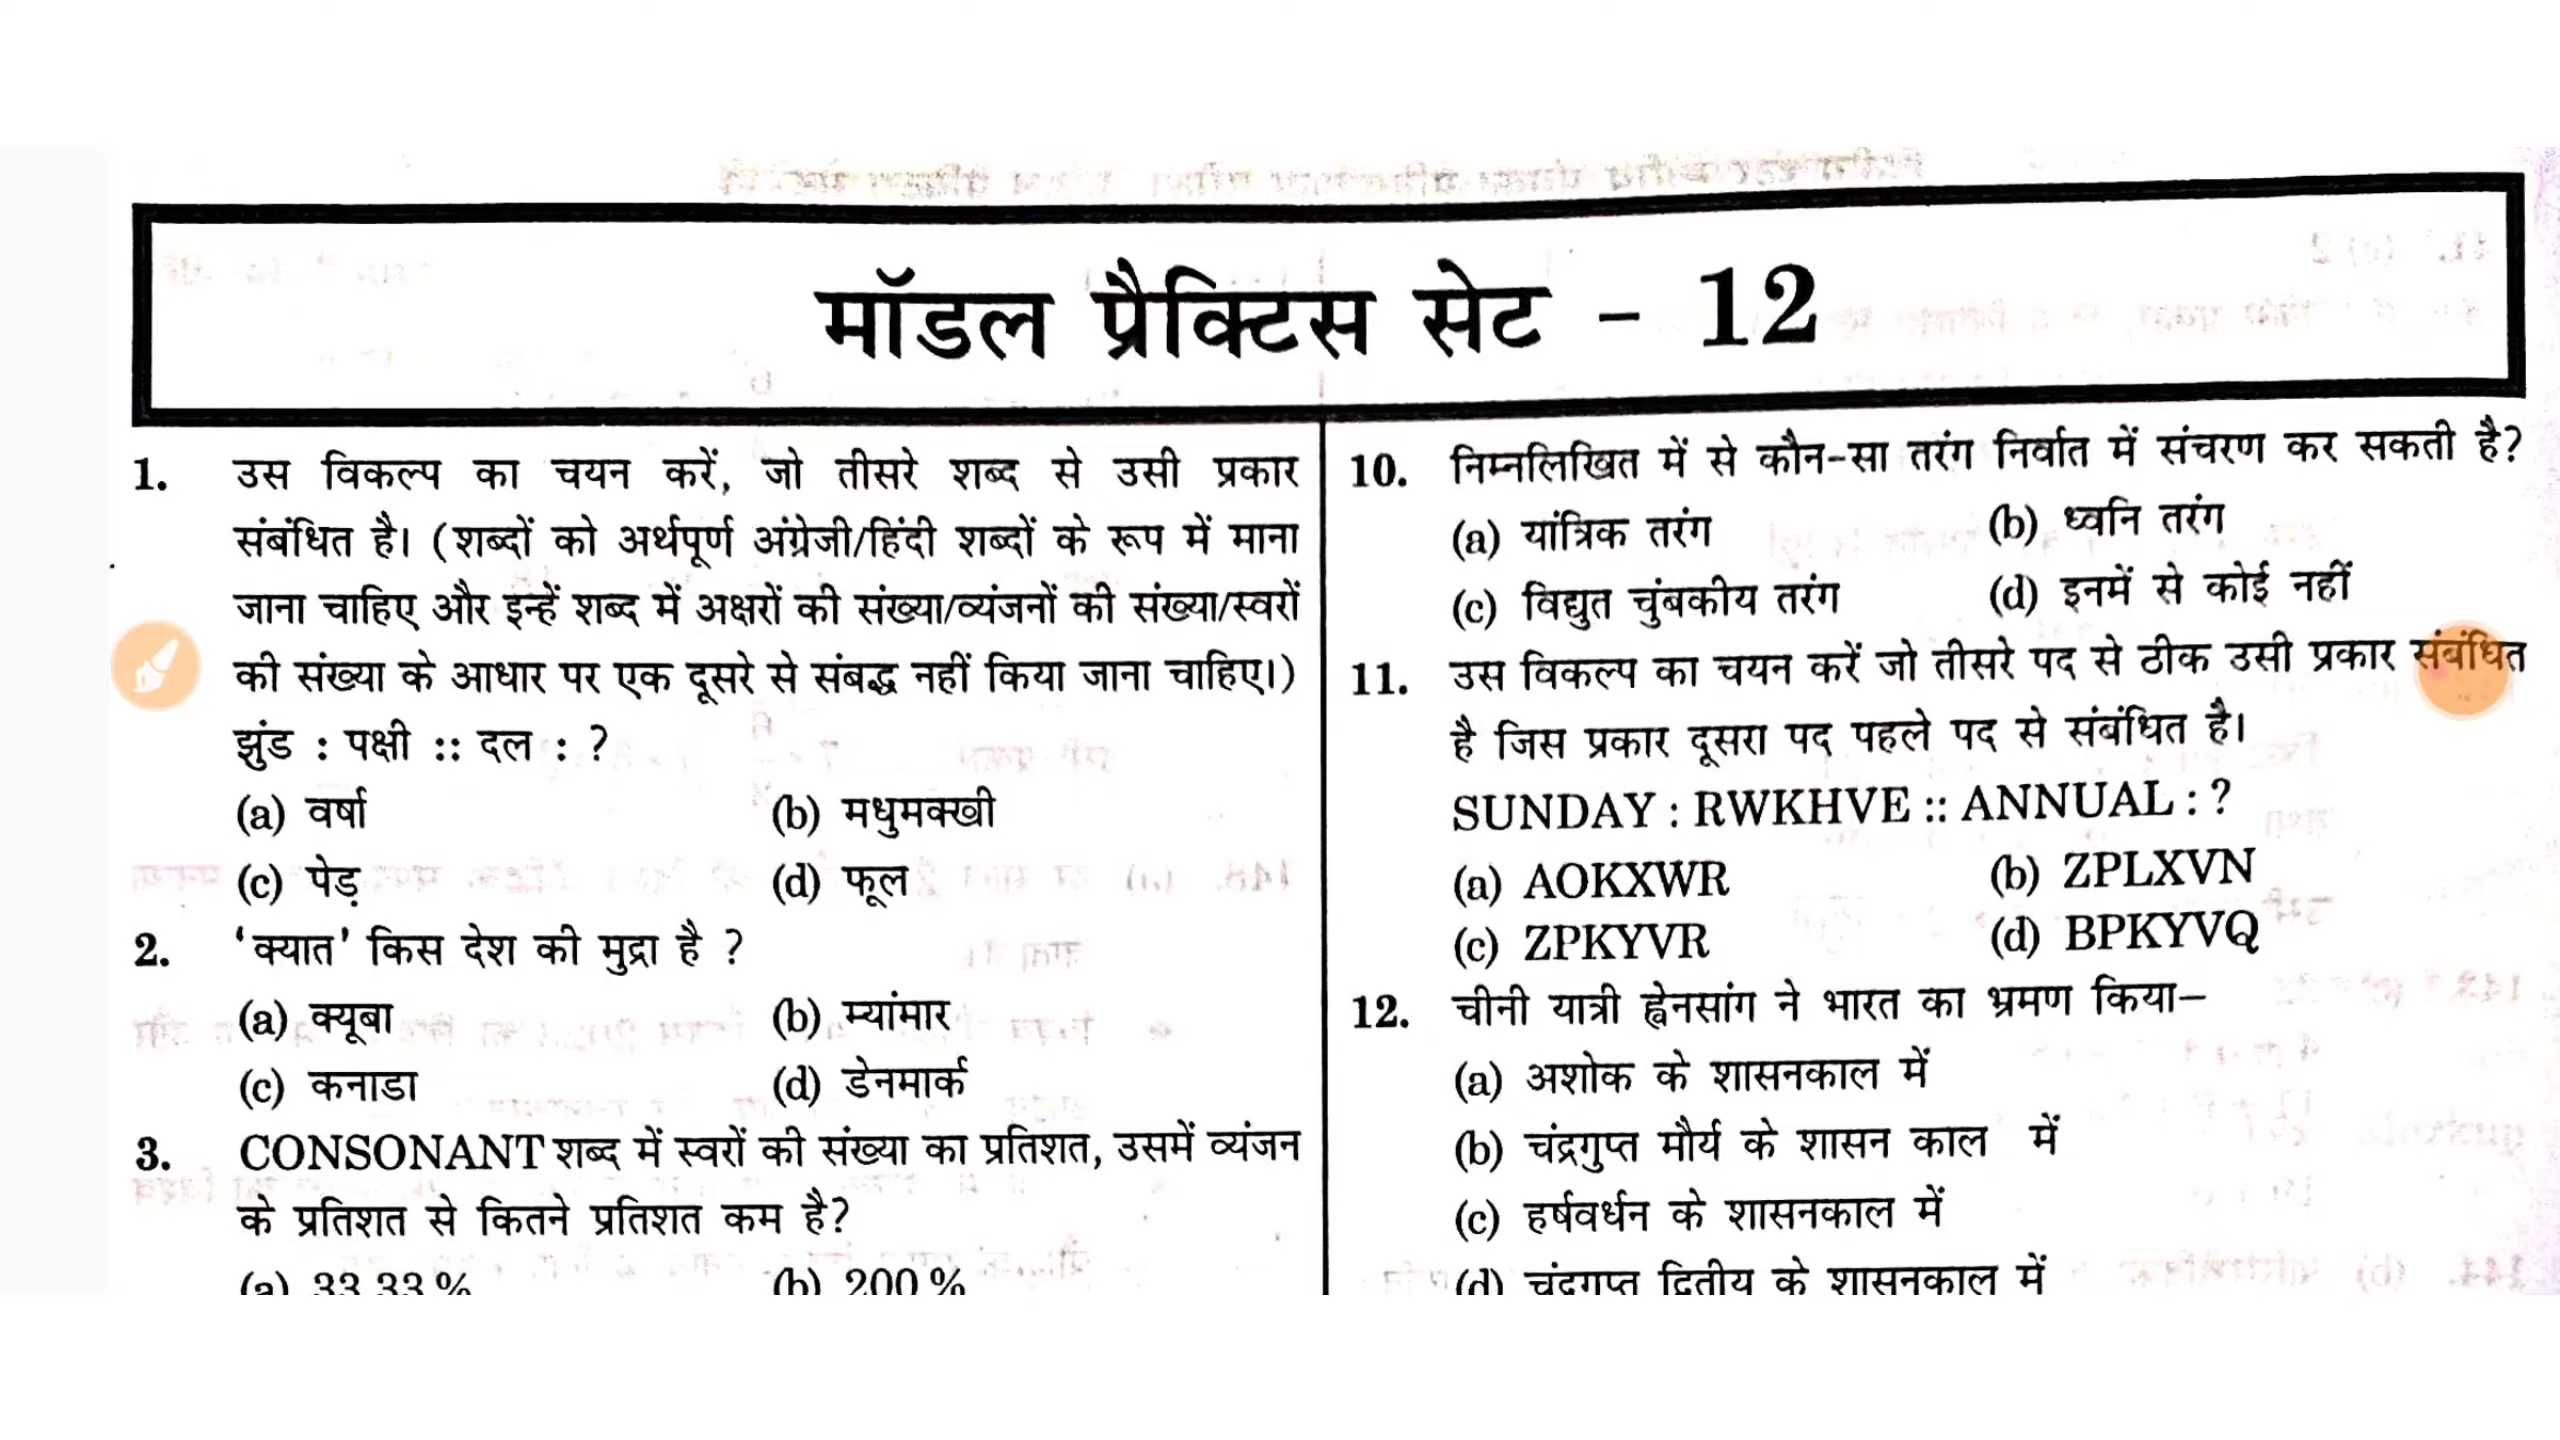 मॉडल प्रैक्टिस सेट - 12
1. उस विकल्प का चयन करें, जो तीसरे शब्द से उसी प्रकार
संबंधित है। (शब्दों को अर्थपूर्ण अंग्रेजी/हिंदी शब्दों के रूप में माना
जाना चाहिए और इन्हें शब्द में अक्षरों की संख्या/व्यंजनों की संख्या/स्वरों
की संख्या के आधार पर एक दूसरे से संबद्ध नहीं किया जाना चाहिए।)
झुंड : पक्षी :: दल : ?
(a) वर्षा (b) मधुमक्खी
(c) पेड़ (d) फूल
2. 'क्यात' किस देश की मुद्रा है ?
(a) क्यूबा (b) म्यांमार
(c) कनाडा (d) डेनमार्क
3. CONSONANT शब्द में स्वरों की संख्या का प्रतिशत, उसमें व्यंजन
के प्रतिशत से कितने प्रतिशत कम है?
(a) 33.33% (b) 200%
10. निम्नलिखित में से कौन-सा तरंग निर्वात में संचरण कर सकती है?
(a) यांत्रिक तरंग (b) ध्वनि तरंग
(c) विद्युत चुंबकीय तरंग (d) इनमें से कोई नहीं
11. उस विकल्प का चयन करें जो तीसरे पद से ठीक उसी प्रकार संबंधित
है जिस प्रकार दूसरा पद पहले पद से संबंधित है।
SUNDAY : RWKHVE :: ANNUAL : ?
(a) AOKXWR (b) ZPLXVN
(c) ZPKYVR (d) BPKYVQ
12. चीनी यात्री ह्वेनसांग ने भारत का भ्रमण किया–
(a) अशोक के शासनकाल में
(b) चंद्रगुप्त मौर्य के शासन काल में
(c) हर्षवर्धन के शासनकाल में
(d) चंद्रगुप्त द्वितीय के शासनकाल में